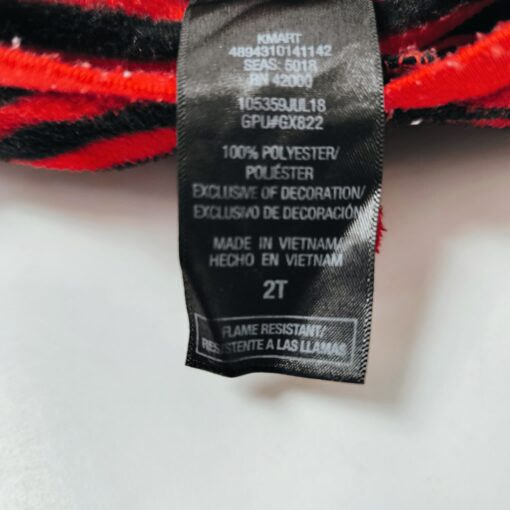 KMART
4894310141142
SEAS: 5018
RN 42000
105359JUL18
GPU#GX822
100% POLYESTER/
POLIÉSTER
EXCLUSIVE OF DECORATION/
EXCLUSIVO DE DECORACIÓN
MADE IN VIETNAM/
HECHO EN VIETNAM
2T
FLAME RESISTANT/
RESISTENTE A LAS LLAMAS